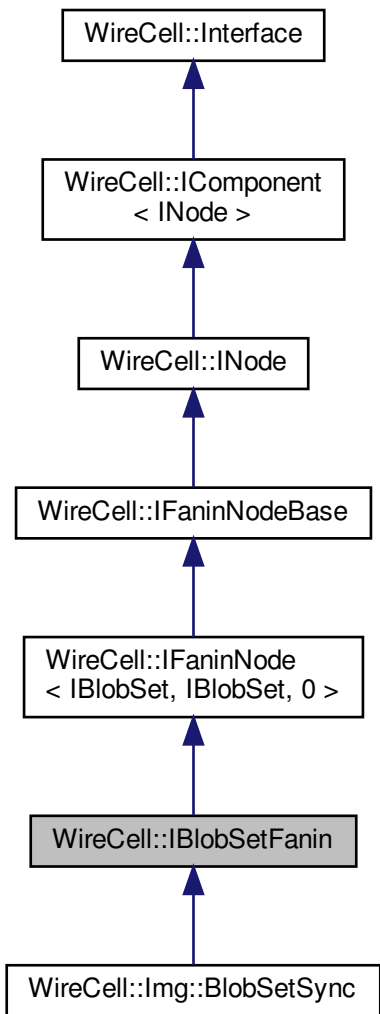 WireCell::Interface
WireCell::IComponent
< INode >
WireCell::INode
WireCell::IFaninNodeBase
WireCell::IFaninNode
< IBlobSet, IBlobSet, 0 >
WireCell::IBlobSetFanin
WireCell::Img::BlobSetSync